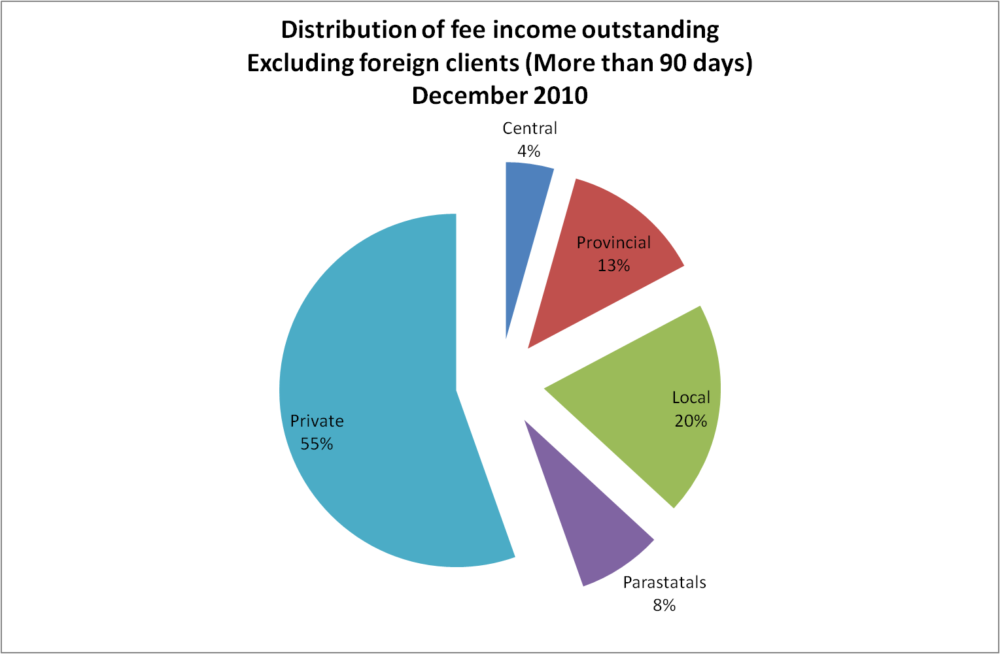 Distribution of fee income outstanding
Excluding foreign clients (More than 90 days)
December 2010
Central
4%
Provincial
13%
Local
20%
Parastatals
8%
Private
55%